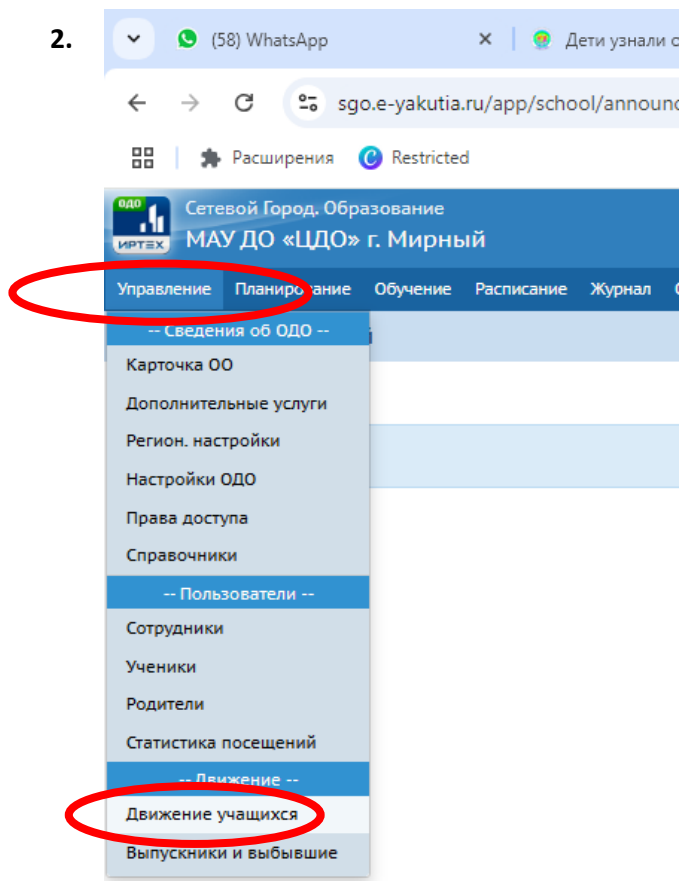 2.
(58) WhatsApp
Дети узнали о
sgo.e-yakutia.ru/app/school/announc
Расширения
Restricted
одо
ИРТЕХ
Сетевой Город. Образование
МАУ ДО «ЦДО» г. Мирный
Управление Планирование Обучение Расписание Журнал
-- Сведения об ОДО --
Карточка ОО
Дополнительные услуги
Регион. настройки
Настройки ОДО
Права доступа
Справочники
-- Пользователи --
Сотрудники
Ученики
Родители
Статистика посещений
-- Движение --
Движение учащихся
Выпускники и выбывшие